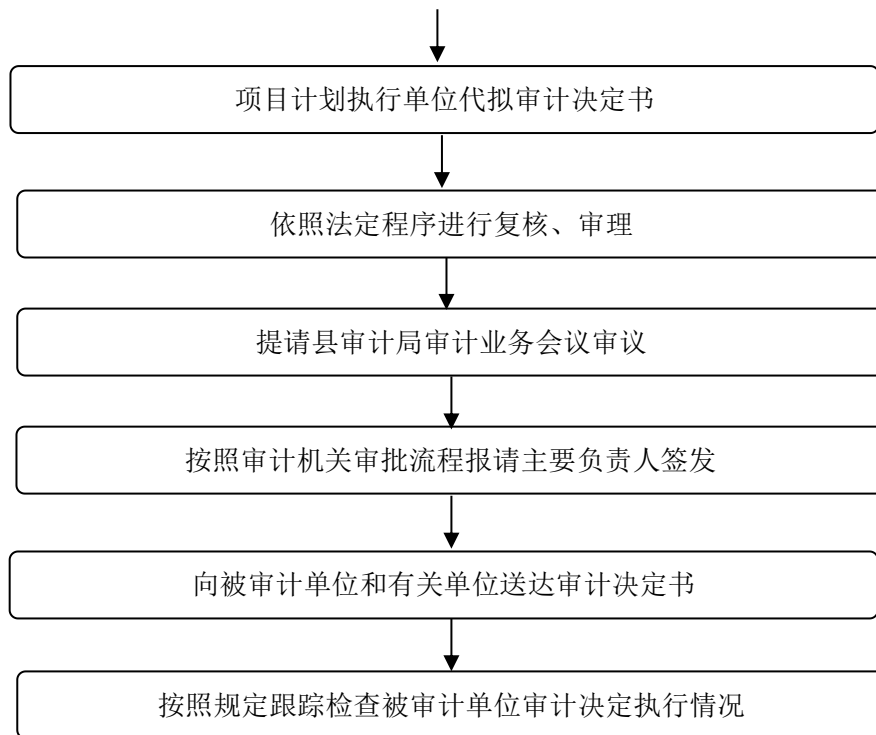 项目计划执行单位代拟审计决定书
依照法定程序进行复核、审理
提请县审计局审计业务会议审议
按照审计机关审批流程报请主要负责人签发
向被审计单位和有关单位送达审计决定书
按照规定跟踪检查被审计单位审计决定执行情况